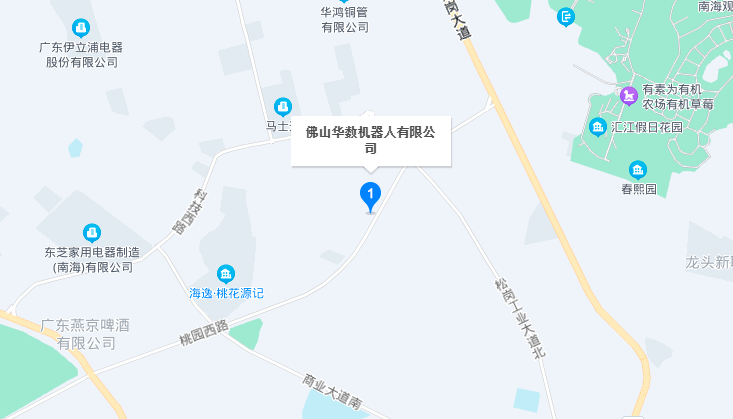 华鸿铜管
有限公司
岗大道
南海观
广东伊立浦电器
股份有限公司
有素为有机
农场有机草莓
马士
汇江假日花园
佛山华数机器人有限公
司
1
春熙园
科技西路
东芝家用电器制造
(南海)有限公司
龙头新
海逸·桃花源记
松岗工业大道北
广东燕京啤酒
有限公司
桃园西路
商业大道南